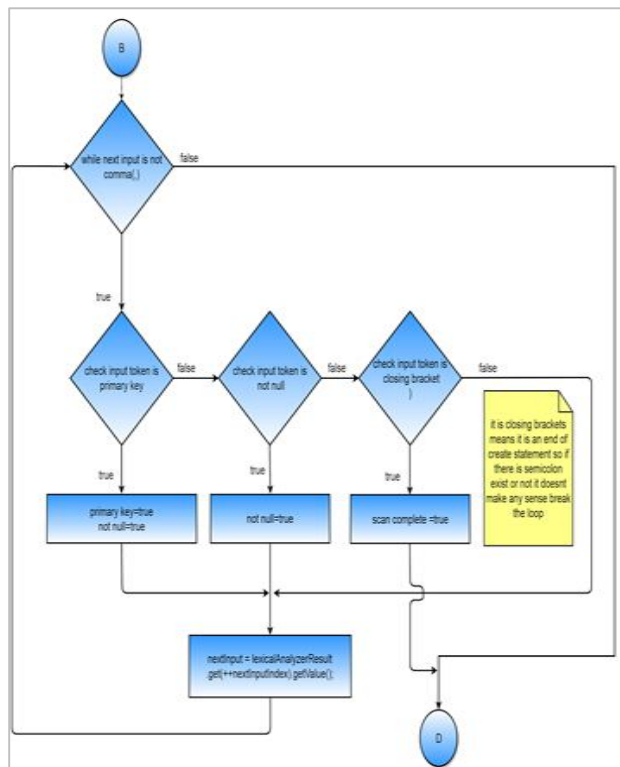 B
while next input is not
comma(,)
false
true
check input token is
primary key
false
check input token is
not null
false
check input token is
closing bracket
)
false
true
true
true
primary key=true
not null=true
not null=true
scan complete =true
it is closing brackets
means it is an end of
create statement so if
there is semicolon
exist or not it doesnt
make any sense break
the loop
nextInput = lexicalAnalyzerResult
.get(++nextInputIndex).getValue();
D